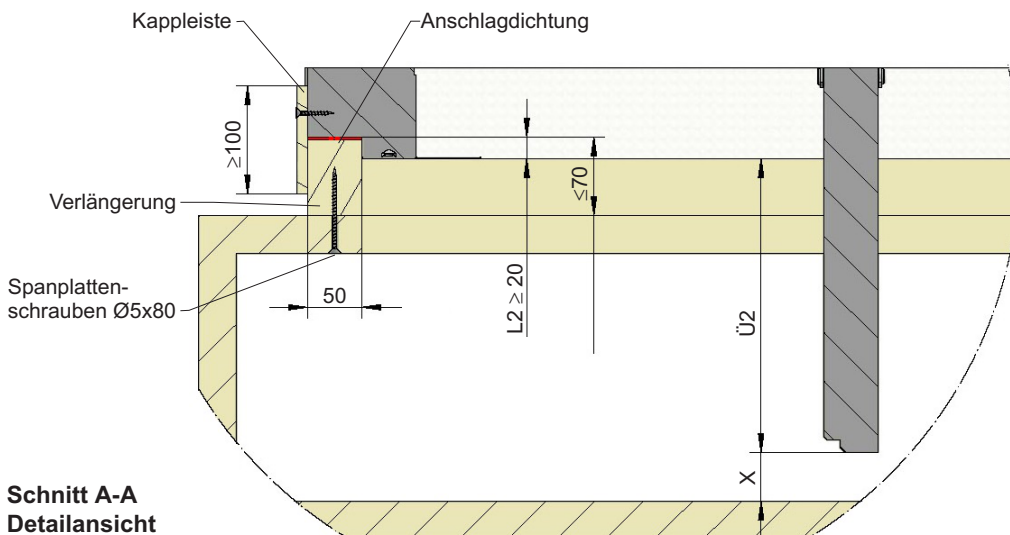 Kappleiste
Anschlagdichtung
≥100
≤70
Verlängerung
Spanplatten-
schrauben Ø5x80
50
L2 ≥ 20
Ü2
X
Schnitt A-A
Detailansicht